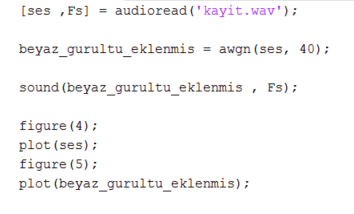 [ses ,Fs] = audioread('kayit.wav');
beyaz_gurultu_eklenmis = awgn(ses, 40);
sound(beyaz_gurultu_eklenmis , Fs);
figure(4);
plot(ses);
figure(5);
plot(beyaz_gurultu_eklenmis);